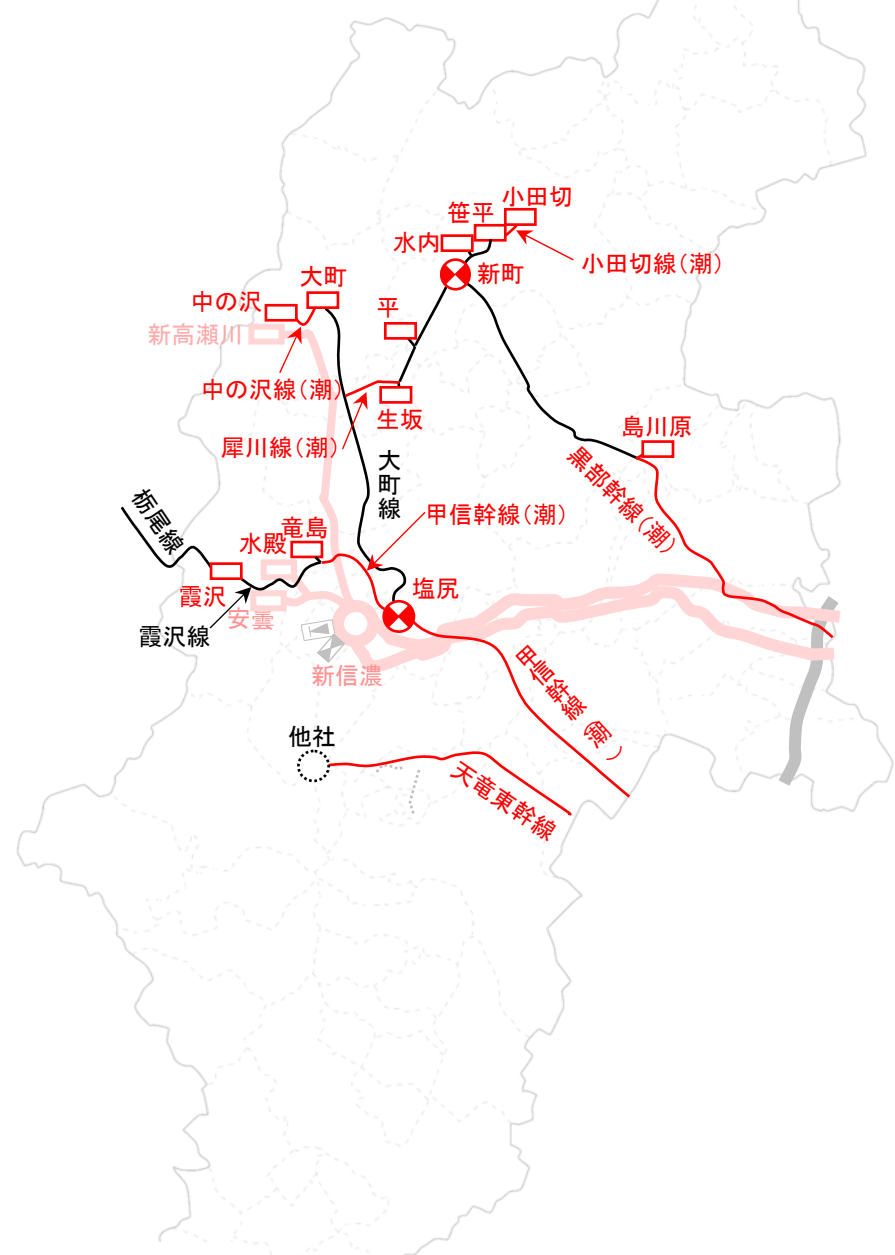 小田切
笹平
水内
小田切線（潮）
新町
大町
中の沢
平
新高瀬川
中の沢線（潮）
生坂
島川原
犀川線（潮）
黒部幹線（潮）
大町線
栃尾線
甲信幹線（潮）
竜島
水殿
塩尻
霞沢
安曇
霞沢線
新信濃
甲信幹線（潮）
他社
天竜東幹線